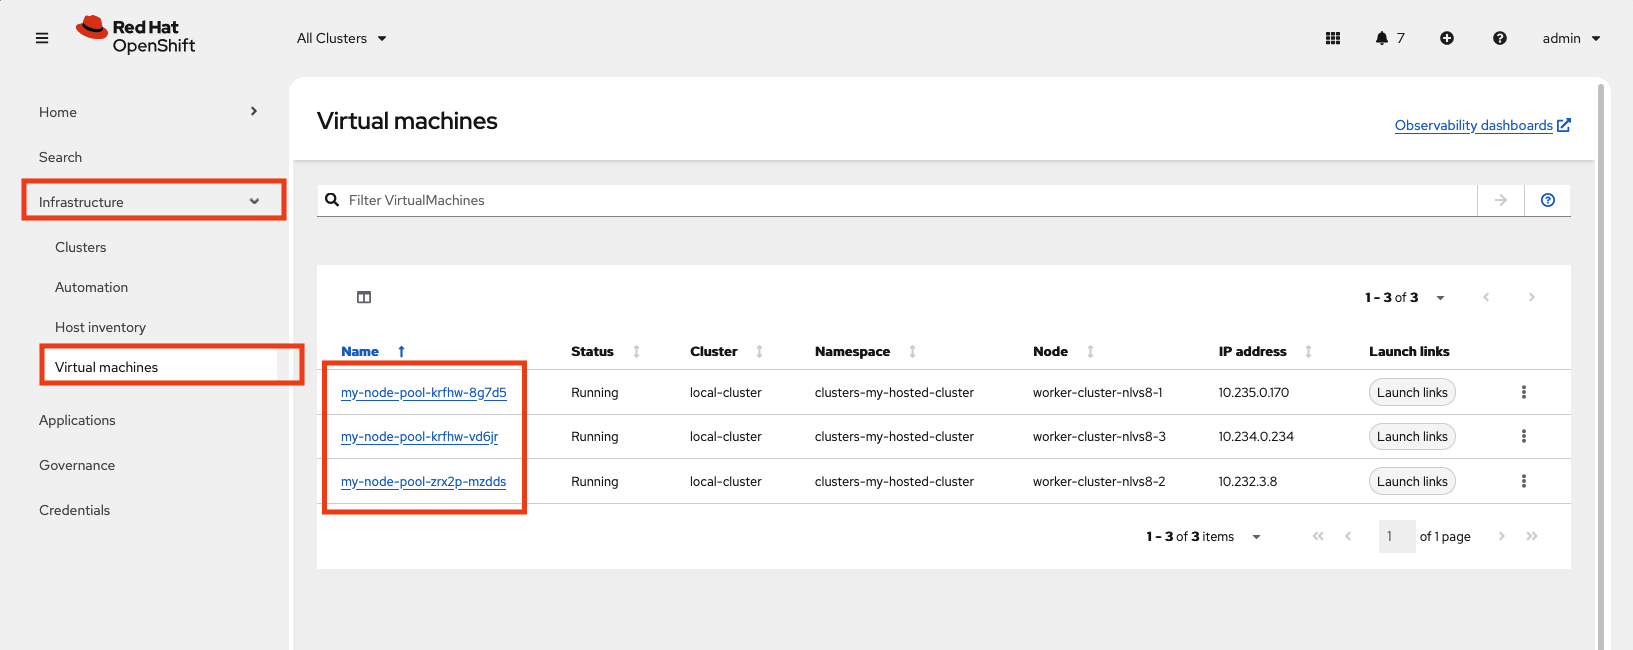 Red Hat
OpenShift
All Clusters
7
admin
Home
Search
Infrastructure
Clusters
Automation
Host inventory
Virtual machines
Applications
Governance
Credentials
Virtual machines
Observability dashboards
Filter VirtualMachines
1 - 3 of 3
Name Status Cluster Namespace Node IP address Launch links
my-node-pool-krfhw-8g7d5 Running local-cluster clusters-my-hosted-cluster worker-cluster-nlvs8-1 10.235.0.170 Launch links
my-node-pool-krfhw-vd6jr Running local-cluster clusters-my-hosted-cluster worker-cluster-nlvs8-3 10.234.0.234 Launch links
my-node-pool-zrx2p-mzdds Running local-cluster clusters-my-hosted-cluster worker-cluster-nlvs8-2 10.232.3.8 Launch links
1 - 3 of 3 items 1 of 1 page